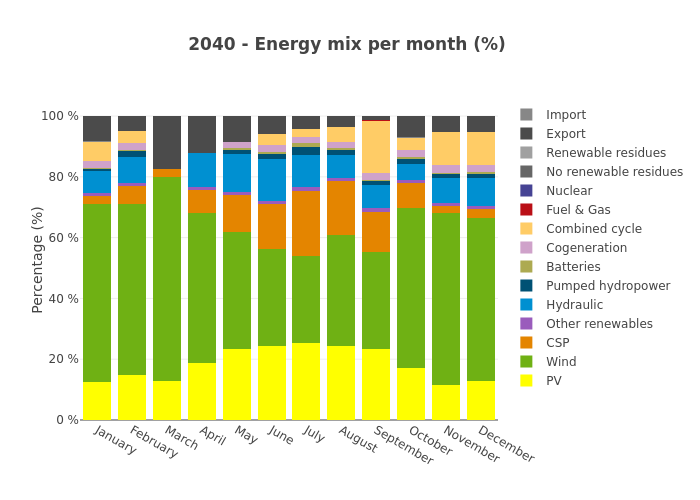 2040 - Energy mix per month (%)
Percentage (%)
100 %
80 %
60 %
40 %
20 %
0 %
January
February
March
April
May
June
July
August
September
October
November
December
Import
Export
Renewable residues
No renewable residues
Nuclear
Fuel & Gas
Combined cycle
Cogeneration
Batteries
Pumped hydropower
Hydraulic
Other renewables
CSP
Wind
PV